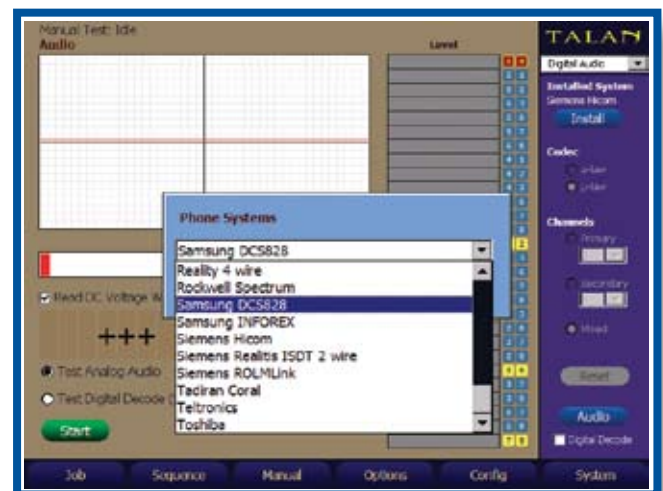 Manual Test: Idle
Audio
Level
TALAN
Digital Audio
Installed System
Siemens Hicom
Install
Codec
Channels
Primary
Secondary
Mixed
Reset
Audio
Digital Decode
Phone Systems
Samsung DCS828
Reality 4 wire
Rockwell Spectrum
Samsung DCS828
Samsung INFOREX
Siemens Hicom
Siemens Realitis ISDT 2 wire
Siemens ROLMLink
Tadiran Coral
Teltronics
Toshiba
Read DC Voltage
+++
Test Analog Audio
Test Digital Decode
Start
Job
Sequence
Manual
Options
Config
System